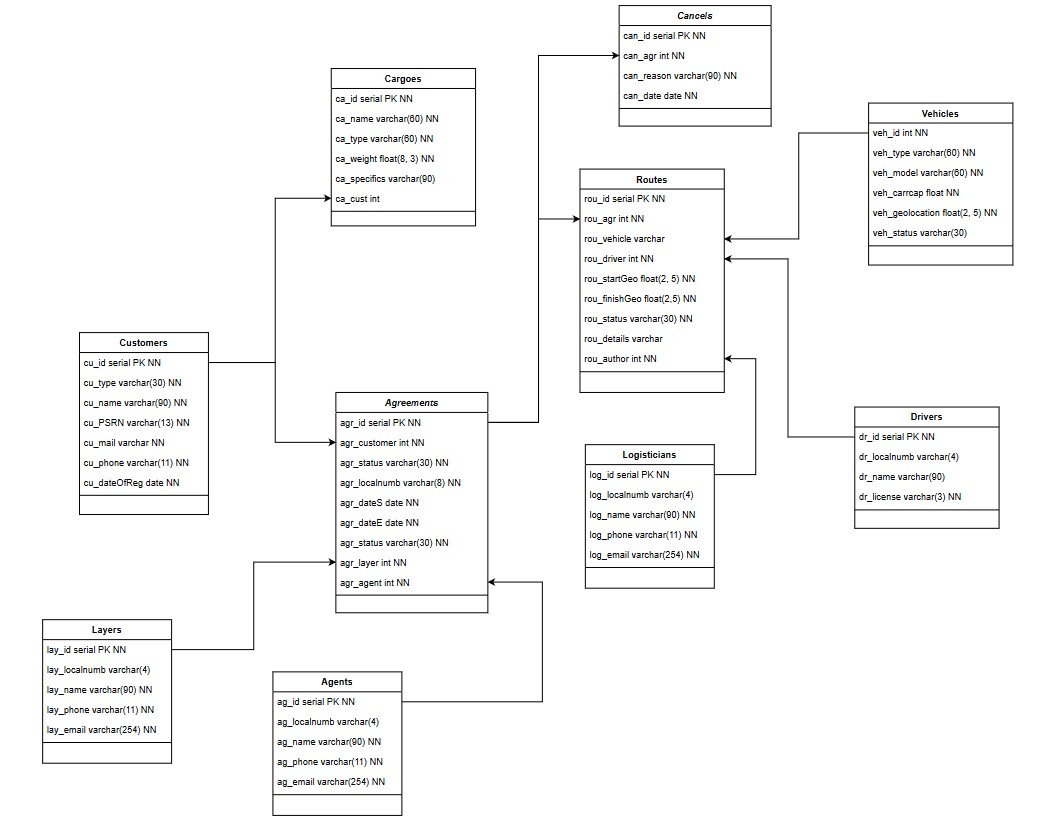 Cancels
can_id serial PK NN
can_agr int NN
can_reason varchar(90) NN
can_date date NN
Cargoes
ca_id serial PK NN
ca_name varchar(60) NN
ca_type varchar(60) NN
ca_weight float(8, 3) NN
ca_specifics varchar(90)
ca_cust int
Vehicles
veh_id int NN
veh_type varchar(60) NN
veh_model varchar(60) NN
veh_carrcap float NN
veh_geolocation float(2, 5) NN
veh_status varchar(30)
Routes
rou_id serial PK NN
rou_agr int NN
rou_vehicle varchar
rou_driver int NN
rou_startGeo float(2, 5) NN
rou_finishGeo float(2,5) NN
rou_status varchar(30) NN
rou_details varchar
rou_author int NN
Customers
cu_id serial PK NN
cu_type varchar(30) NN
cu_name varchar(90) NN
cu_PSRN varchar(13) NN
cu_mail varchar NN
cu_phone varchar(11) NN
cu_dateOfReg date NN
Agreements
agr_id serial PK NN
agr_customer int NN
agr_status varchar(30) NN
agr_localnumb varchar(8) NN
agr_dateS date NN
agr_dateE date NN
agr_status varchar(30) NN
agr_layer int NN
agr_agent int NN
Drivers
dr_id serial PK NN
dr_localnumb varchar(4)
dr_name varchar(90)
dr_license varchar(3) NN
Logisticians
log_id serial PK NN
log_localnumb varchar(4)
log_name varchar(90) NN
log_phone varchar(11) NN
log_email varchar(254) NN
Layers
lay_id serial PK NN
lay_localnumb varchar(4)
lay_name varchar(90) NN
lay_phone varchar(11) NN
lay_email varchar(254) NN
Agents
ag_id serial PK NN
ag_localnumb varchar(4)
ag_name varchar(90) NN
ag_phone varchar(11) NN
ag_email varchar(254) NN